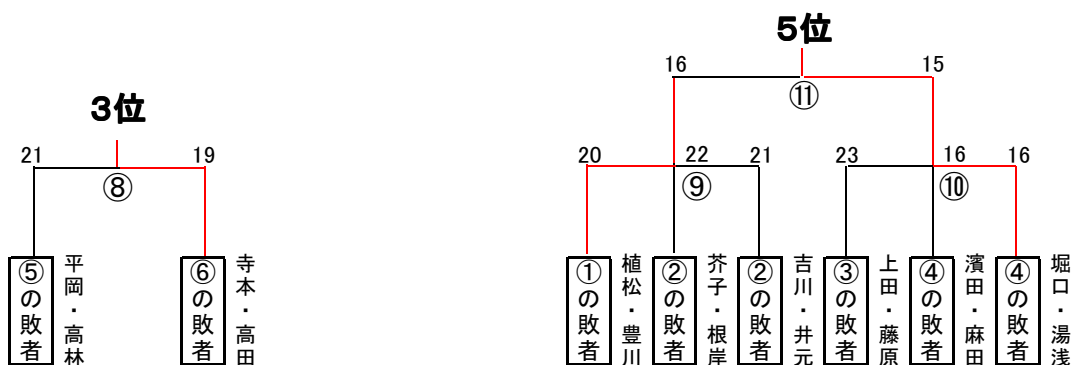 3位
21
19
⑧
⑤の敗者
平岡・高林
⑥の敗者
寺本・高田
5位
16
15
⑪
20
22
21
23
16
16
⑨
⑩
①の敗者
植松・豊川
②の敗者
芥子・根岸
②の敗者
吉川・井元
③の敗者
上田・藤原
④の敗者
濱田・麻田
④の敗者
堀口・湯浅